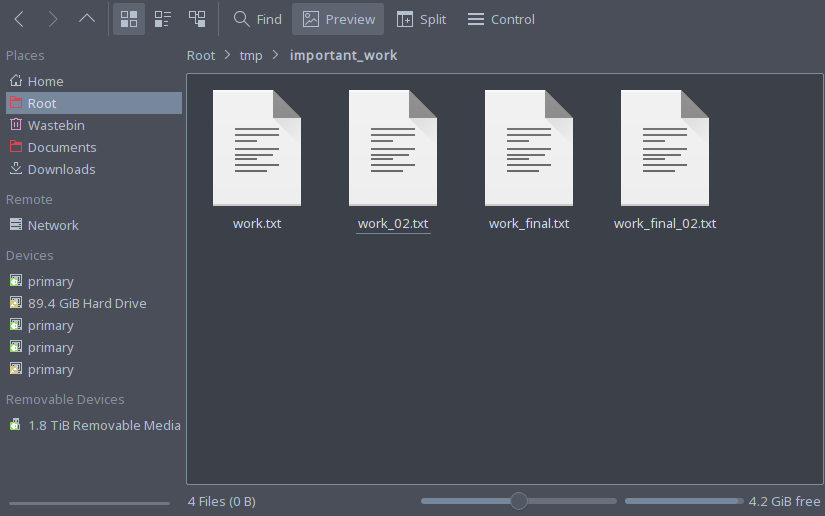 Find Preview Split Control
Places
Root > tmp > important_work
Home
Root
Wastebin
Documents
Downloads
Remote
Network
Devices
primary
89.4 GiB Hard Drive
primary
primary
primary
Removable Devices
1.8 TiB Removable Media
work.txt work_02.txt work_final.txt work_final_02.txt
4 Files (0 B) 4.2 GiB free